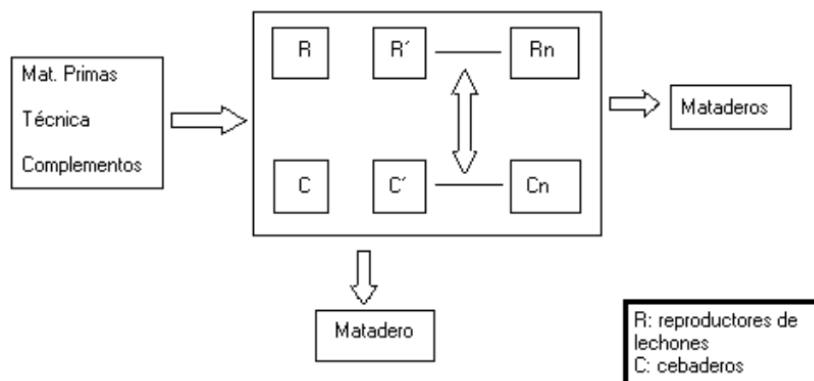 Mat. Primas
Técnica
Complementos
R
R´
Rn
C
C´
Cn
Mataderos
Matadero
R: reproductores de
lechones
C: cebaderos